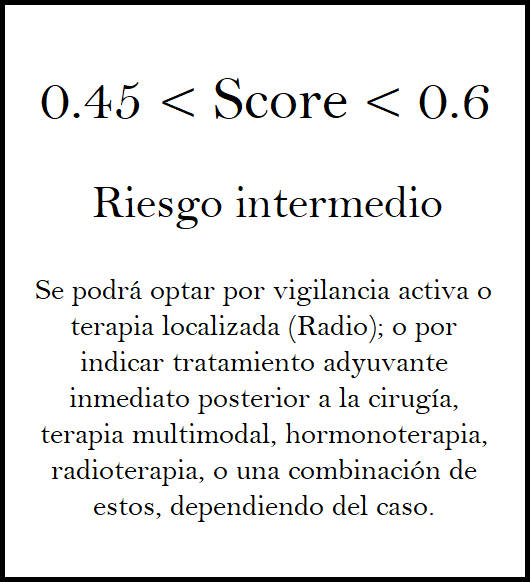 0.45 < Score < 0.6
Riesgo intermedio
Se podrá optar por vigilancia activa o
terapia localizada (Radio); o por
indicar tratamiento adyuvante
inmediato posterior a la cirugía,
terapia multimodal, hormonoterapia,
radioterapia, o una combinación de
estos, dependiendo del caso.